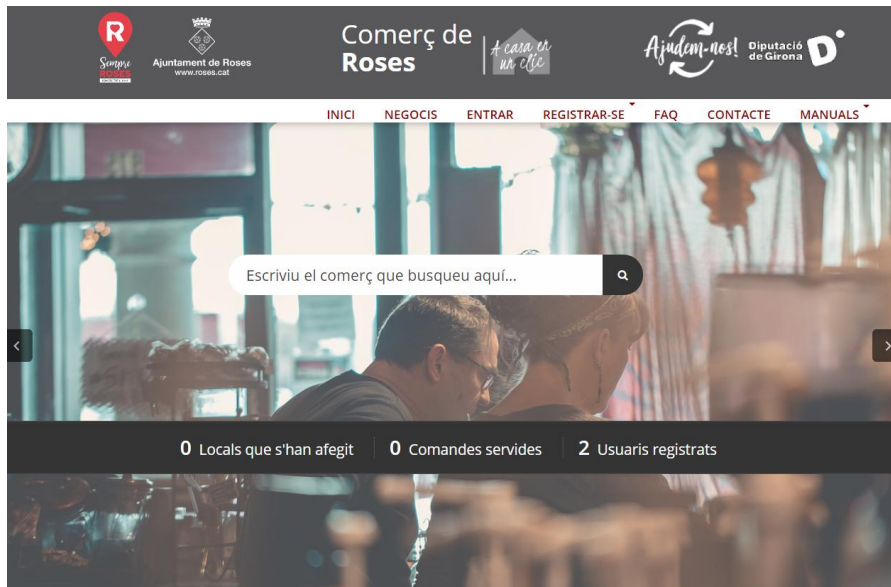 R
Sempre
ROSES
Ajuntament de Roses
www.roses.cat
Comerç de
Roses
A casa en
un clic
Ajudem-nos!
Diputació
de Girona
D
INICI NEGOCIS ENTRAR REGISTRAR-SE FAQ CONTACTE MANUALS
Escriviu el comerç que busqueu aquí...
0 Locals que s'han afegit 0 Comandes servides 2 Usuaris registrats